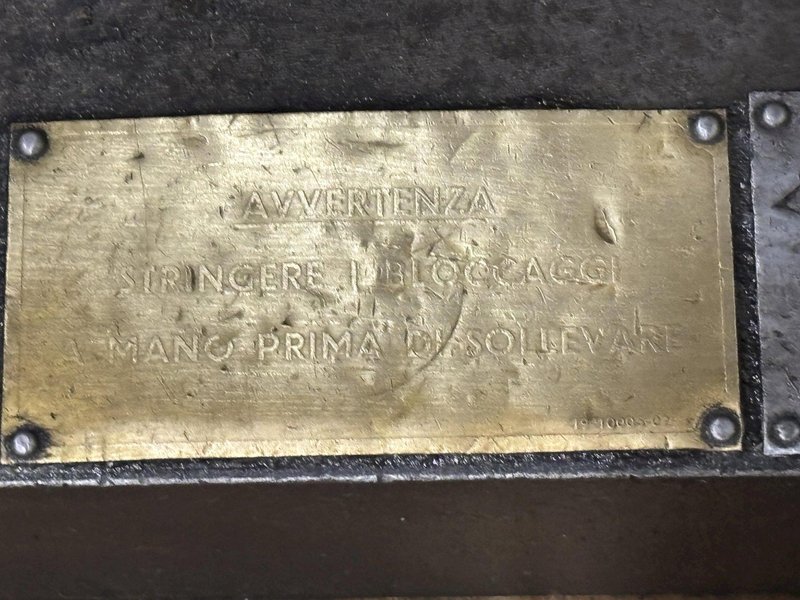 AVVERTENZA
STRINGERE I BLOCCAGGI
A MANO PRIMA DI SOLLEVARE